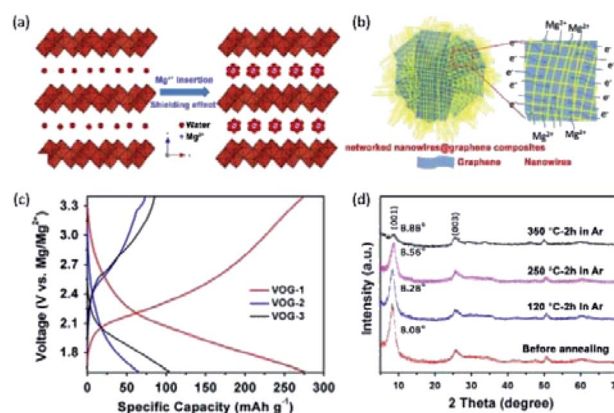 (a)
Mg²⁺ insertion
Shielding effect
Water
Mg²⁺
(b)
Mg²⁺ Mg²⁺
e⁻ e⁻
e⁻ e⁻
e⁻ e⁻
e⁻ e⁻
e⁻ e⁻
Mg²⁺ Mg²⁺
networked nanowires@graphene composites
Graphene Nanowires
(c)
Voltage (V vs. Mg/Mg²⁺)
3.3
3.0
2.7
2.4
2.1
1.8
VOG-1
VOG-2
VOG-3
0 50 100 150 200 250 300
Specific Capacity (mAh g⁻¹)
(d)
Intensity (a.u.)
(001)
(003)
8.88°
350 °C-2h in Ar
8.56°
250 °C-2h in Ar
8.28°
120 °C-2h in Ar
8.08°
Before annealing
10 20 30 40 50 60 70
2 Theta (degree)